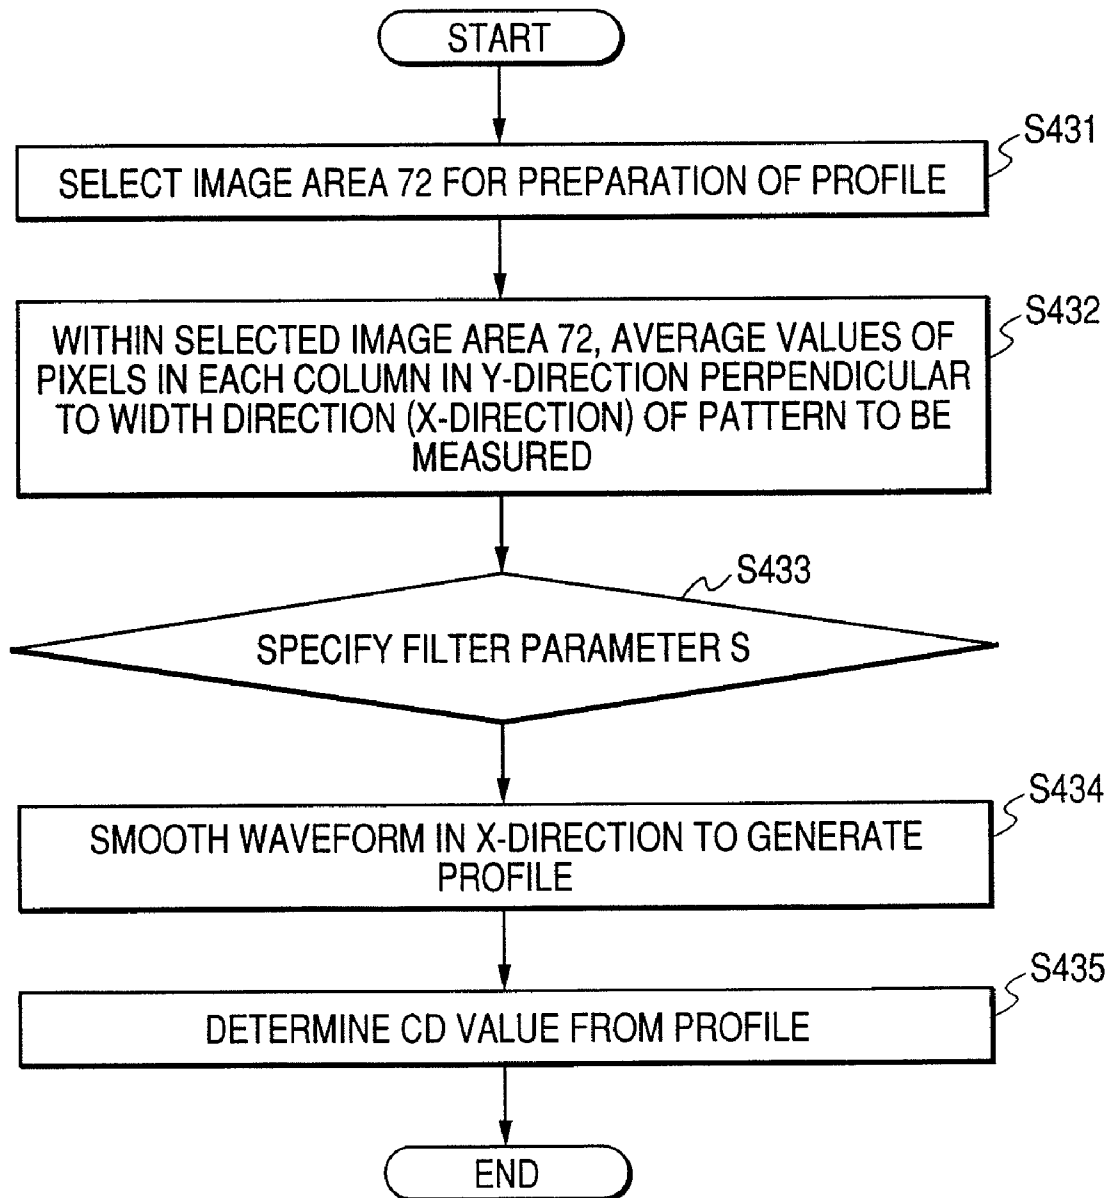 START
S431
SELECT IMAGE AREA 72 FOR PREPARATION OF PROFILE
S432
WITHIN SELECTED IMAGE AREA 72, AVERAGE VALUES OF
PIXELS IN EACH COLUMN IN Y-DIRECTION PERPENDICULAR
TO WIDTH DIRECTION (X-DIRECTION) OF PATTERN TO BE
MEASURED
S433
SPECIFY FILTER PARAMETER S
S434
SMOOTH WAVEFORM IN X-DIRECTION TO GENERATE
PROFILE
S435
DETERMINE CD VALUE FROM PROFILE
END